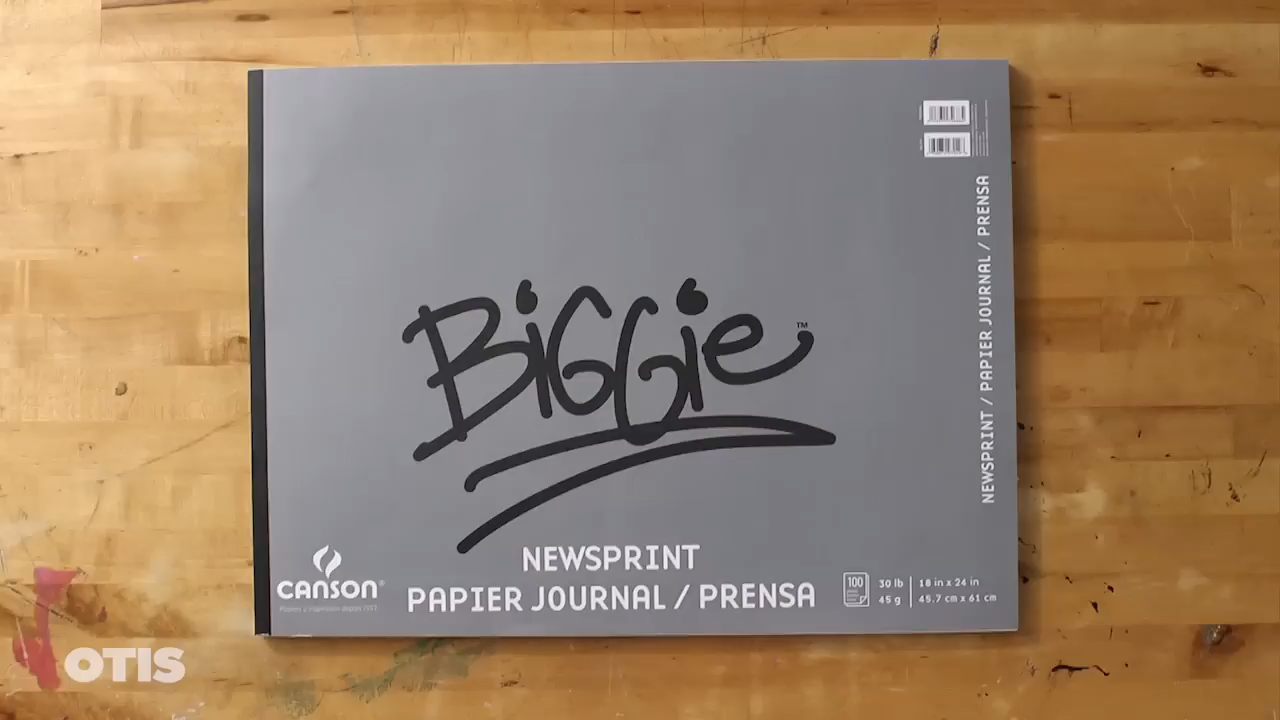 BiGGie™
NEWSPRINT
PAPIER JOURNAL / PRENSA
CANSON®
100
30 lb
18 in x 24 in
45 g
45.7 cm x 61 cm
NEWSPRINT / PAPIER JOURNAL / PRENSA
OTIS